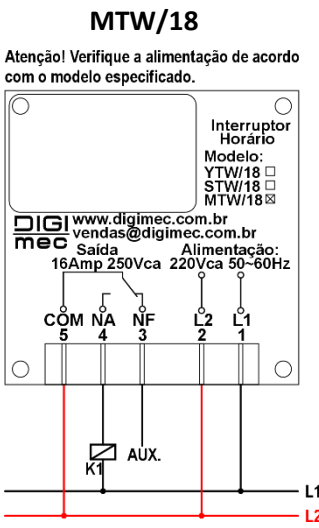 MTW/18
Atenção! Verifique a alimentação de acordo
com o modelo especificado.
Interruptor
Horário
Modelo:
YTW/18
STW/18
MTW/18
DIGI
mec
www.digimec.com.br
vendas@digimec.com.br
Saída
16Amp 250Vca
Alimentação:
220Vca 50~60Hz
COM NA NF L2 L1
5 4 3 2 1
K1
AUX.
L1
L2